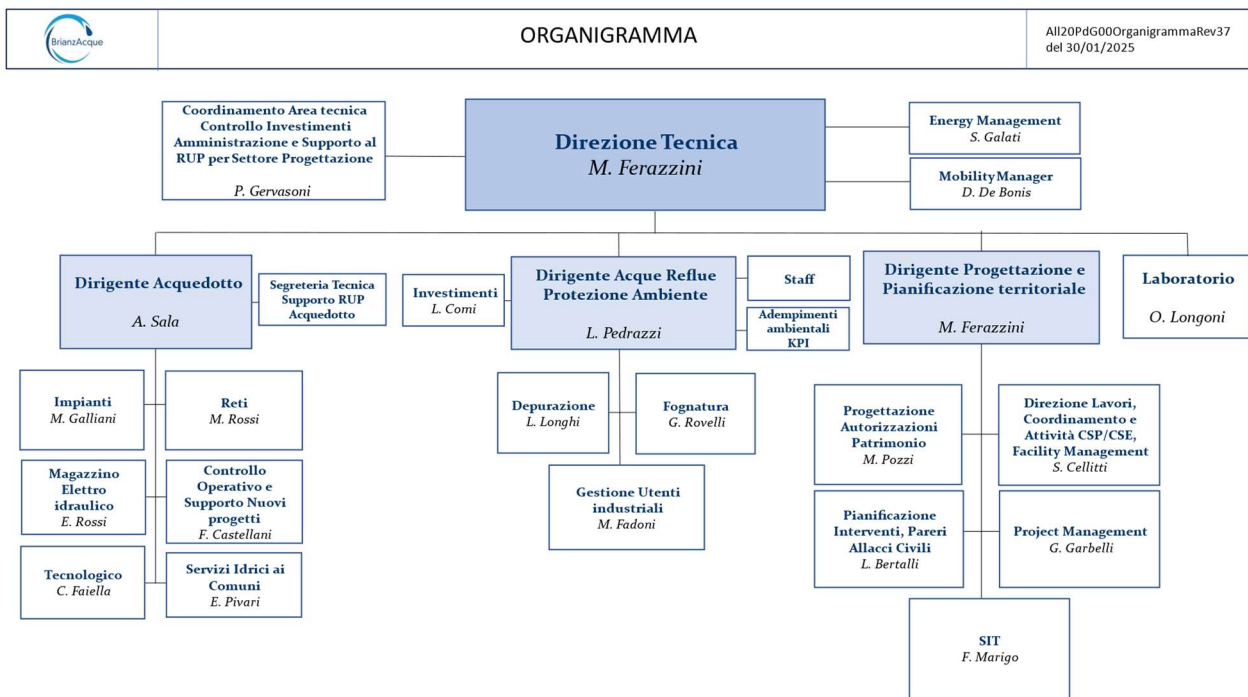 BrianzAcque
ORGANIGRAMMA
All20PdG00OrganigrammaRev37
del 30/01/2025
Coordinamento Area tecnica
Controllo Investimenti
Amministrazione e Supporto al
RUP per Settore Progettazione
P. Gervasoni
Direzione Tecnica
M. Ferazzini
Energy Management
S. Galati
Mobility Manager
D. De Bonis
Dirigente Acquedotto
A. Sala
Segreteria Tecnica
Supporto RUP
Acquedotto
Investimenti
L. Comi
Dirigente Acque Reflue
Protezione Ambiente
L. Pedrazzi
Staff
Adempimenti
ambientali
KPI
Dirigente Progettazione e
Pianificazione territoriale
M. Ferazzini
Laboratorio
O. Longoni
Impianti
M. Galliani
Reti
M. Rossi
Magazzino
Elettro
idraulico
E. Rossi
Controllo
Operativo e
Supporto Nuovi
progetti
F. Castellani
Tecnologico
C. Faiella
Servizi Idrici ai
Comuni
E. Pivari
Depurazione
L. Longhi
Fognatura
G. Rovelli
Gestione Utenti
industriali
M. Fadoni
Progettazione
Autorizzazioni
Patrimonio
M. Pozzi
Direzione Lavori,
Coordinamento e
Attività CSP/CSE,
Facility Management
S. Cellitti
Pianificazione
Interventi, Pareri
Allacci Civili
L. Bertalli
Project Management
G. Garbelli
SIT
F. Marigo